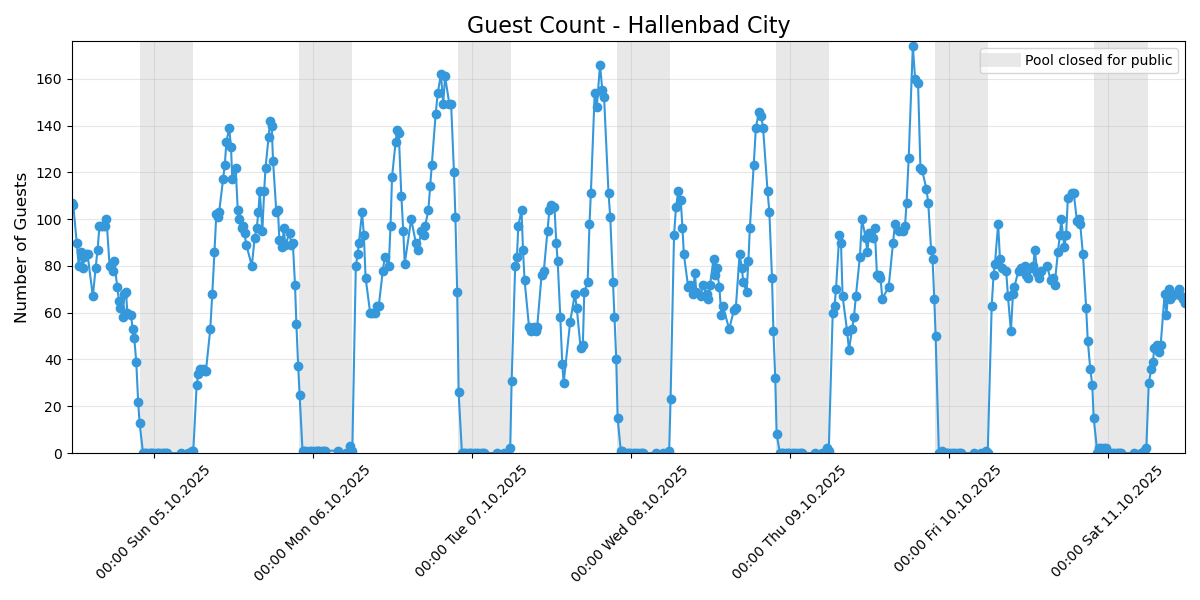 Guest Count - Hallenbad City
Pool closed for public
Number of Guests
160
140
120
100
80
60
40
20
0
00:00 Sun 05.10.2025
00:00 Mon 06.10.2025
00:00 Tue 07.10.2025
00:00 Wed 08.10.2025
00:00 Thu 09.10.2025
00:00 Fri 10.10.2025
00:00 Sat 11.10.2025